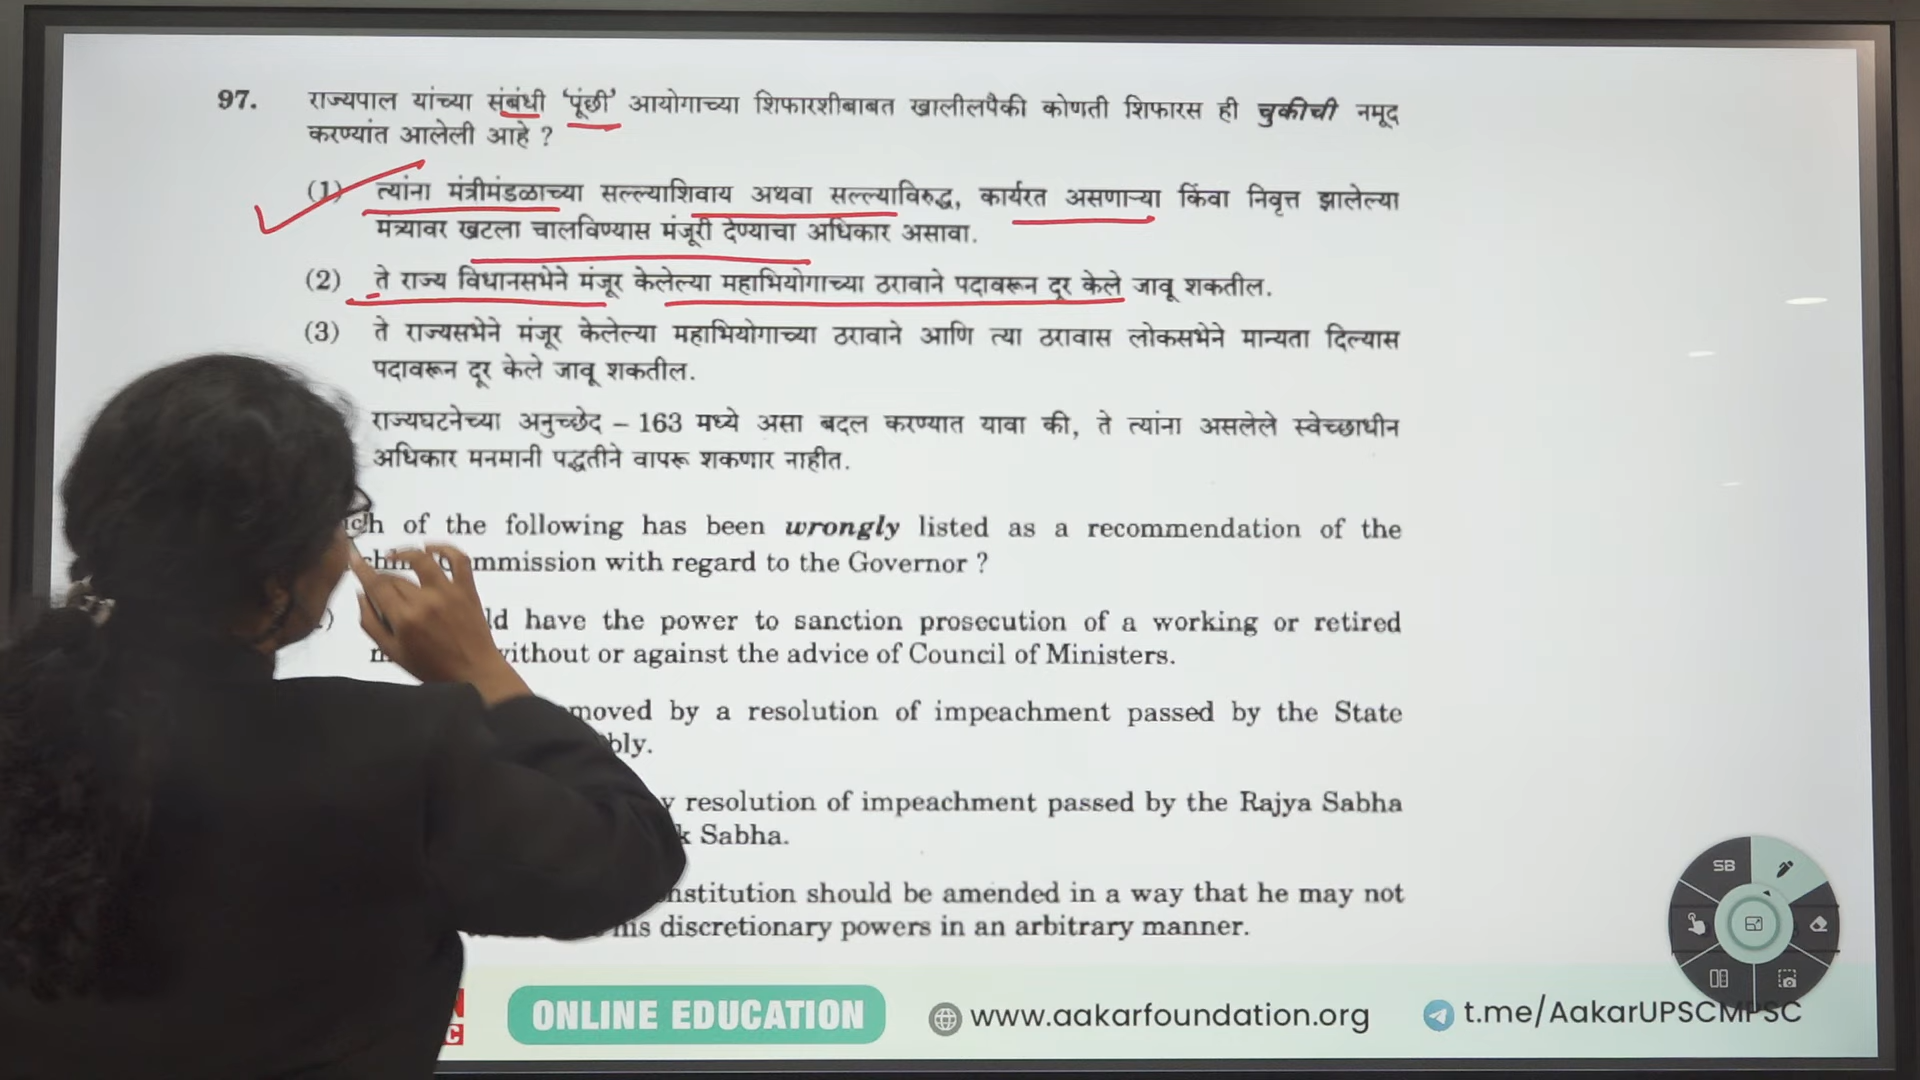 97. राज्यपाल यांच्या संबंधी ‘पूंछी’ आयोगाच्या शिफारशीबाबत खालीलपैकी कोणती शिफारस ही चुकीची नमूद
करण्यांत आलेली आहे ?
(1) त्यांना मंत्रीमंडळाच्या सल्ल्याशिवाय अथवा सल्ल्याविरुद्ध, कार्यरत असणाऱ्या किंवा निवृत्त झालेल्या
मंत्र्यावर खटला चालविण्यास मंजूरी देण्याचा अधिकार असावा.
(2) ते राज्य विधानसभेने मंजूर केलेल्या महाभियोगाच्या ठरावाने पदावरून दूर केले जावू शकतील.
(3) ते राज्यसभेने मंजूर केलेल्या महाभियोगाच्या ठरावाने आणि त्या ठरावास लोकसभेने मान्यता दिल्यास
पदावरून दूर केले जावू शकतील.
राज्यघटनेच्या अनुच्छेद – 163 मध्ये असा बदल करण्यात यावा की, ते त्यांना असलेले स्वेच्छाधीन
अधिकार मनमानी पद्धतीने वापरू शकणार नाहीत.
of the following has been wrongly listed as a recommendation of the
with regard to the Governor ?
have the power to sanction prosecution of a working or retired
without or against the advice of Council of Ministers.
by a resolution of impeachment passed by the State
resolution of impeachment passed by the Rajya Sabha
Sabha.
should be amended in a way that he may not
his discretionary powers in an arbitrary manner.
SB
ONLINE EDUCATION www.aakarfoundation.org t.me/AakarUPSCMPSC